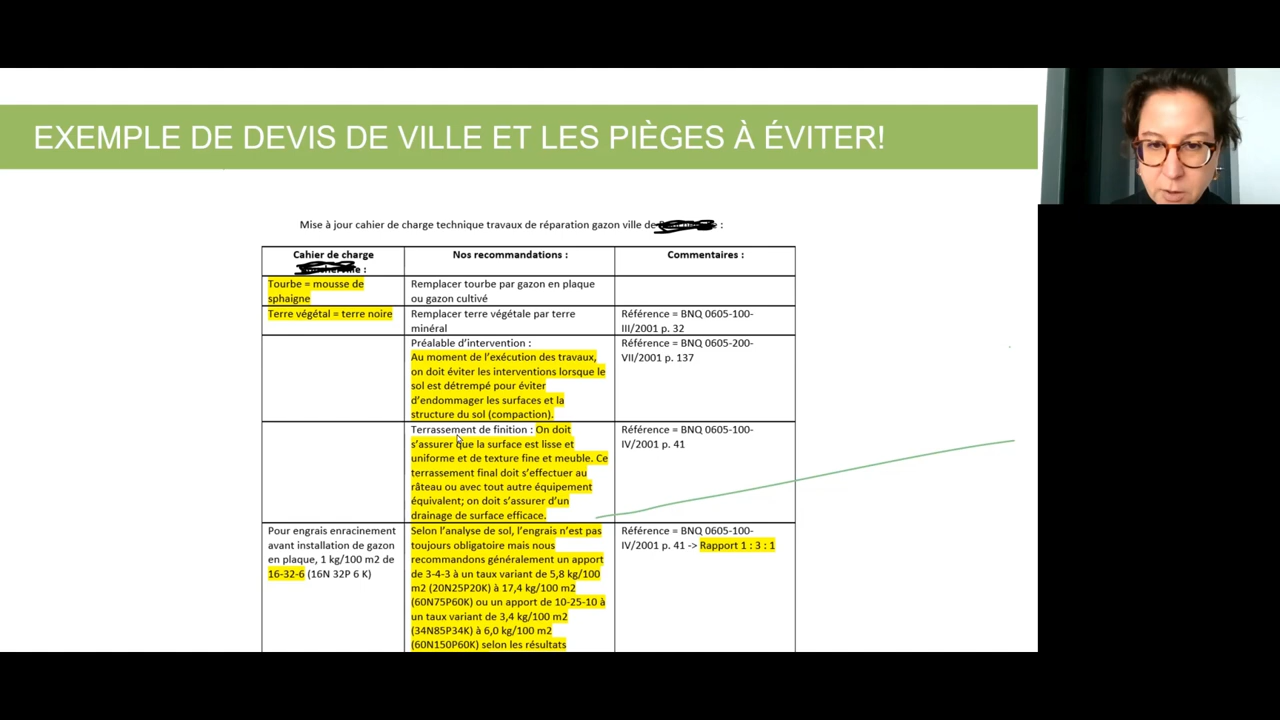 EXEMPLE DE DEVIS DE VILLE ET LES PIÈGES À ÉVITER!
Mise à jour cahier de charge technique travaux de réparation gazon ville de :
Cahier de charge
:
Nos recommandations :
Commentaires :
Tourbe = mousse de
sphaigne
Remplacer tourbe par gazon en plaque
ou gazon cultivé
Terre végétal = terre noire
Remplacer terre végétale par terre
minéral
Référence = BNQ 0605-100-
III/2001 p. 32
Préalable d'intervention :
Au moment de l'exécution des travaux,
on doit éviter les interventions lorsque le
sol est détrempé pour éviter
d'endommager les surfaces et la
structure du sol (compaction).
Référence = BNQ 0605-200-
VII/2001 p. 137
Terrassement de finition : On doit
s'assurer que la surface est lisse et
uniforme et de texture fine et meuble. Ce
terrassement final doit s'effectuer au
râteau ou avec tout autre équipement
équivalent; on doit s'assurer d'un
drainage de surface efficace.
Référence = BNQ 0605-100-
IV/2001 p. 41
Pour engrais enracinement
avant installation de gazon
en plaque, 1 kg/100 m2 de
16-32-6 (16N 32P 6 K)
Selon l'analyse de sol, l'engrais n'est pas
toujours obligatoire mais nous
recommandons généralement un apport
de 3-4-3 à un taux variant de 5,8 kg/100
m2 (20N25P20K) à 17,4 kg/100 m2
(60N75P60K) ou un apport de 10-25-10 à
un taux variant de 3,4 kg/100 m2
(34N85P34K) à 6,0 kg/100 m2
(60N150P60K) selon les résultats
Référence = BNQ 0605-100-
IV/2001 p. 41 -> Rapport 1 : 3 : 1